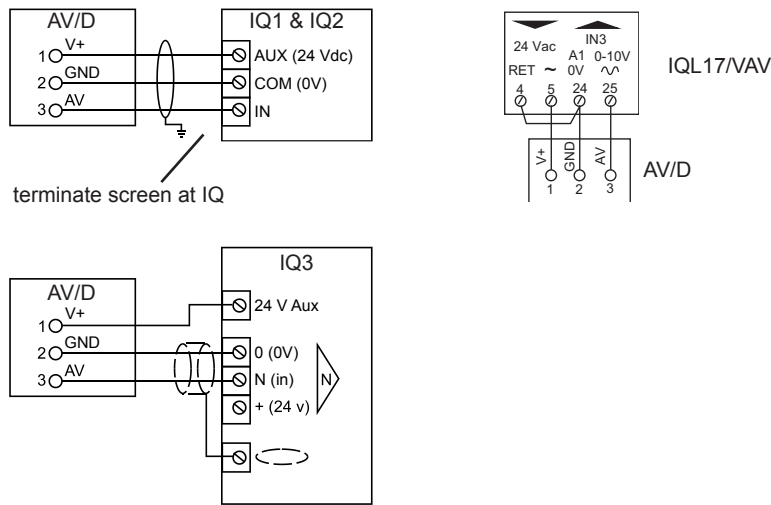 AV/D
1 V+
2 GND
3 AV
IQ1 & IQ2
AUX (24 Vdc)
COM (0V)
IN
terminate screen at IQ
24 Vac
IN3
A1 0-10V
RET ~ 0V
4 5 24 25
IQL17/VAV
V+ GND AV
1 2 3
AV/D
AV/D
1 V+
2 GND
3 AV
IQ3
24 V Aux
0 (0V)
N (in)
N
+ (24 v)